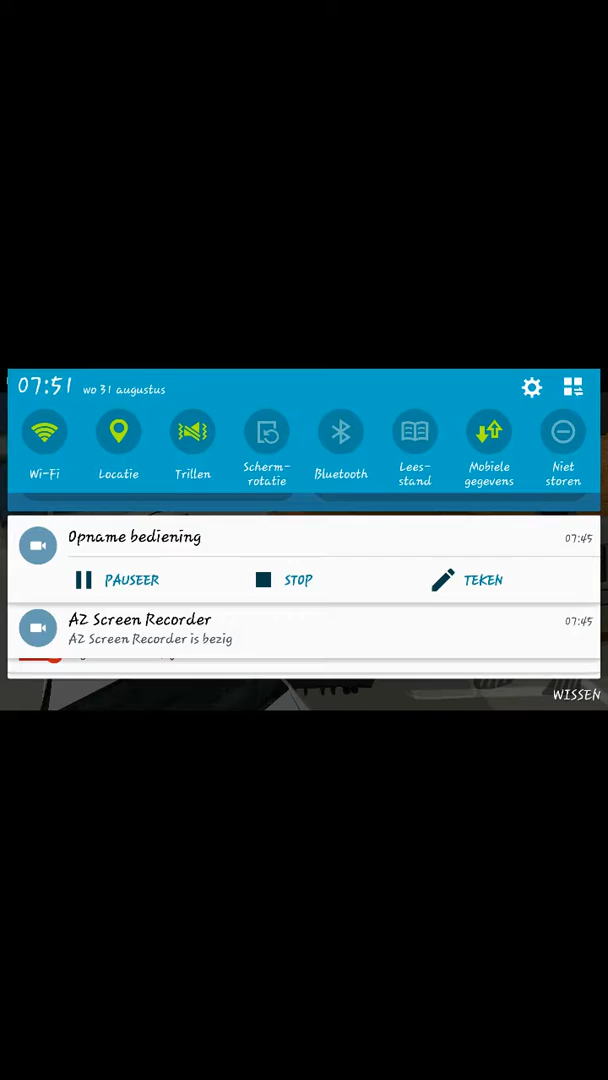 07:51 wo 31 augustus
Wi-Fi
Locatie
Trillen
Scherm-
rotatie
Bluetooth
Lees-
stand
Mobiele
gegevens
Niet
storen
Opname bediening 07:45
PAUSEER STOP TEKEN
AZ Screen Recorder 07:45
AZ Screen Recorder is bezig
WISSEN